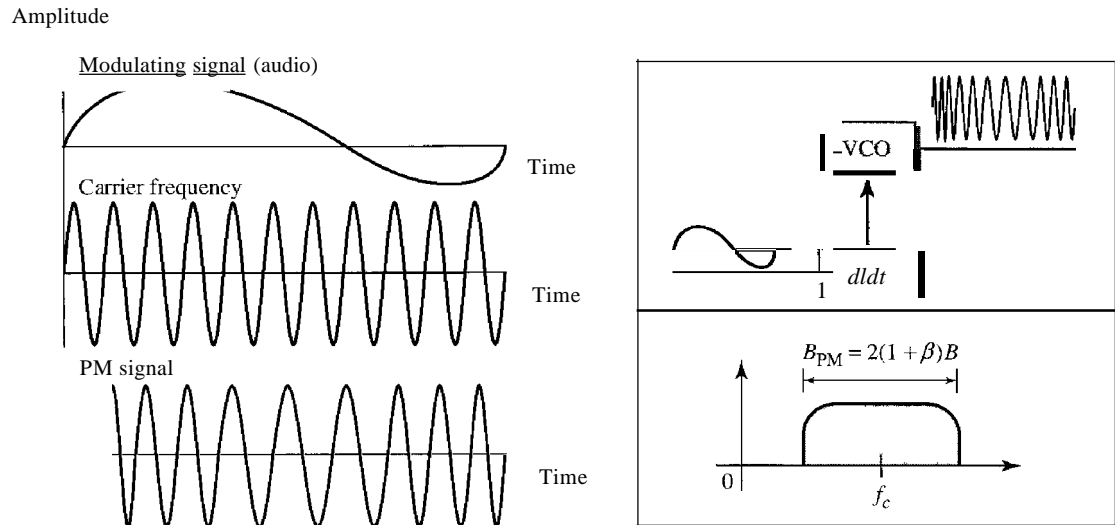 Amplitude
Modulating signal (audio)
Time
Carrier frequency
Time
PM signal
Time
–VCO
dldt
1
B_PM = 2(1 + β)B
0
f_c